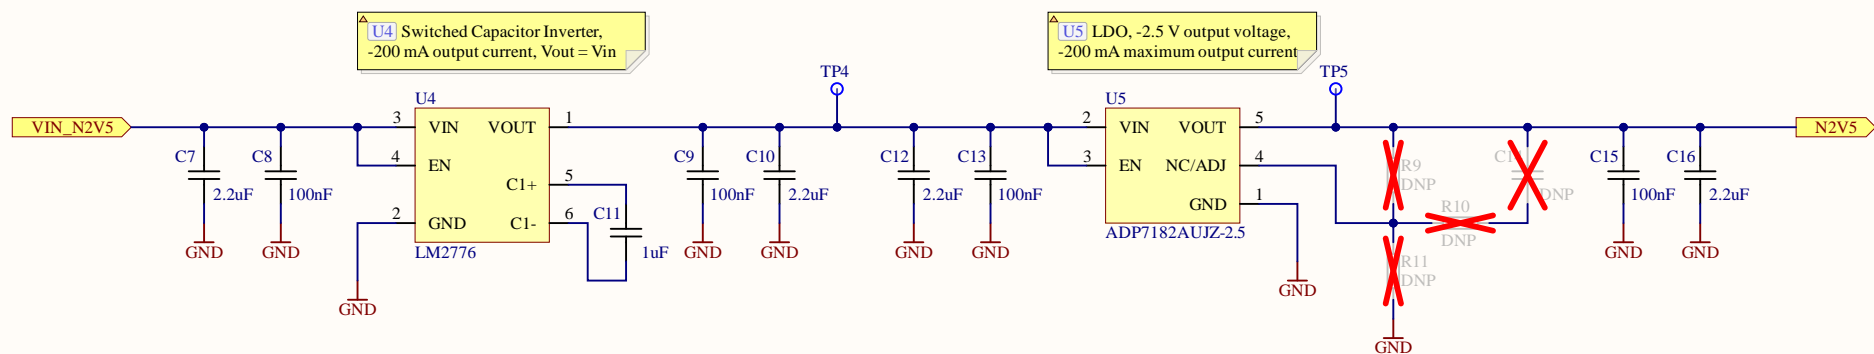 U4 Switched Capacitor Inverter,
-200 mA output current, Vout = Vin
U5 LDO, -2.5 V output voltage,
-200 mA maximum output current
TP4
TP5
U4
U5
VIN_N2V5
3
VIN
VOUT
1
2
VIN
VOUT
5
N2V5
C7
2.2uF
C8
100nF
4
EN
C9
100nF
C10
2.2uF
C12
2.2uF
C13
100nF
3
EN
NC/ADJ
4
R9
DNP
DNP
C15
100nF
C16
2.2uF
C1+
5
2
GND
C1-
6
C11
1uF
GND
1
R10
DNP
LM2776
ADP7182AUJZ-2.5
R11
DNP
GND
GND
GND
GND
GND
GND
GND
GND
GND
GND
GND